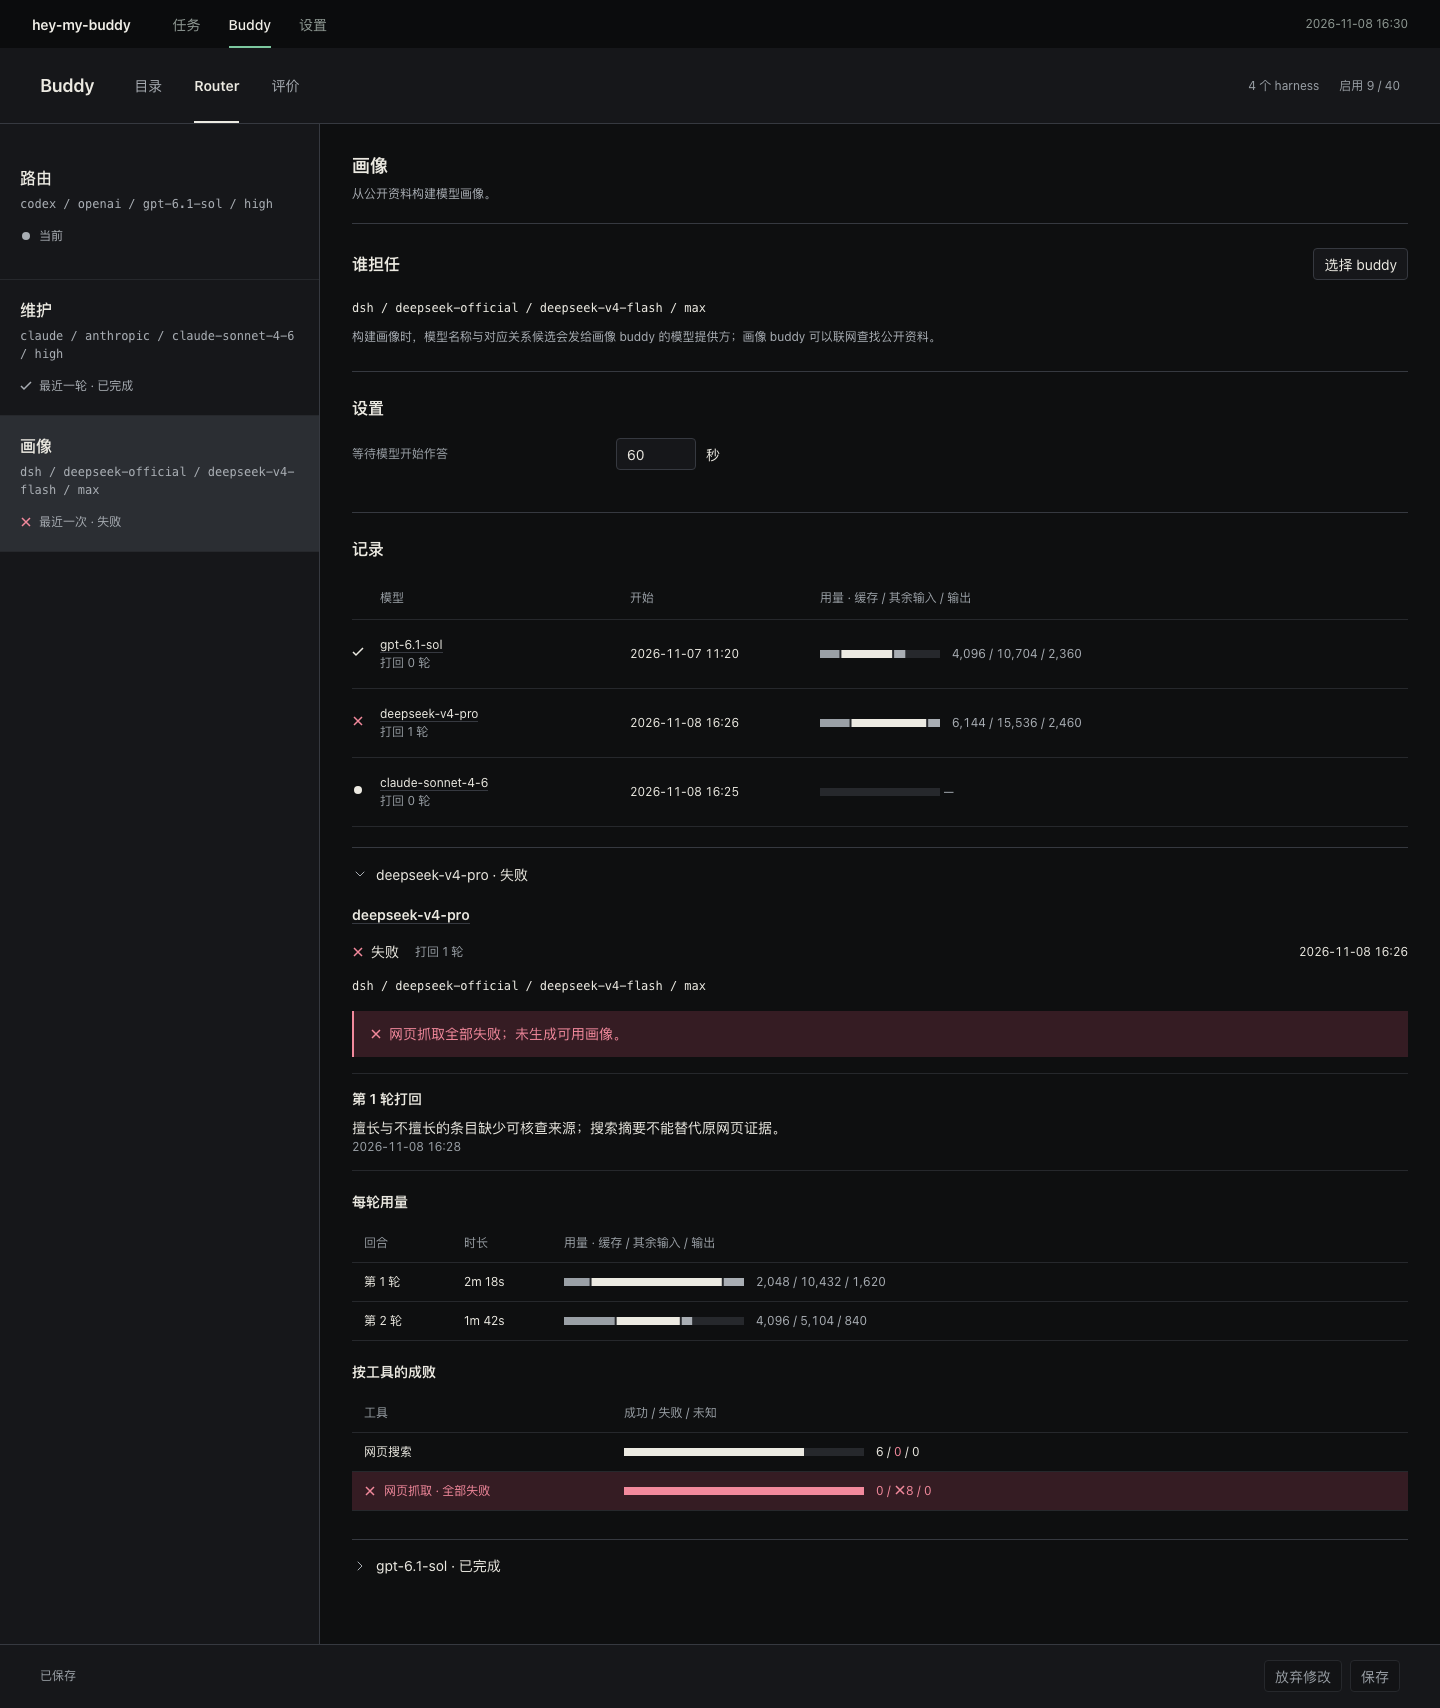 hey-my-buddy 任务 Buddy 设置 2026-11-08 16:30
Buddy 目录 Router 评价 4 个 harness 启用 9 / 40
路由
codex / openai / gpt-6.1-sol / high
当前
维护
claude / anthropic / claude-sonnet-4-6
/ high
最近一轮 · 已完成
画像
dsh / deepseek-official / deepseek-v4-
flash / max
最近一次 · 失败
画像
从公开资料构建模型画像。
谁担任 选择 buddy
dsh / deepseek-official / deepseek-v4-flash / max
构建画像时，模型名称与对应关系候选会发给画像 buddy 的模型提供方；画像 buddy 可以联网查找公开资料。
设置
等待模型开始作答 60 秒
记录
模型 开始 用量 · 缓存 / 其余输入 / 输出
gpt-6.1-sol
打回 0 轮
2026-11-07 11:20 4,096 / 10,704 / 2,360
deepseek-v4-pro
打回 1 轮
2026-11-08 16:26 6,144 / 15,536 / 2,460
claude-sonnet-4-6
打回 0 轮
2026-11-08 16:25 —
deepseek-v4-pro · 失败
deepseek-v4-pro
失败 打回 1 轮 2026-11-08 16:26
dsh / deepseek-official / deepseek-v4-flash / max
网页抓取全部失败；未生成可用画像。
第 1 轮打回
擅长与不擅长的条目缺少可核查来源；搜索摘要不能替代原网页证据。
2026-11-08 16:28
每轮用量
回合 时长 用量 · 缓存 / 其余输入 / 输出
第 1 轮 2m 18s 2,048 / 10,432 / 1,620
第 2 轮 1m 42s 4,096 / 5,104 / 840
按工具的成败
工具 成功 / 失败 / 未知
网页搜索 6 / 0 / 0
网页抓取 · 全部失败 0 / ✕8 / 0
gpt-6.1-sol · 已完成
已保存 放弃修改 保存